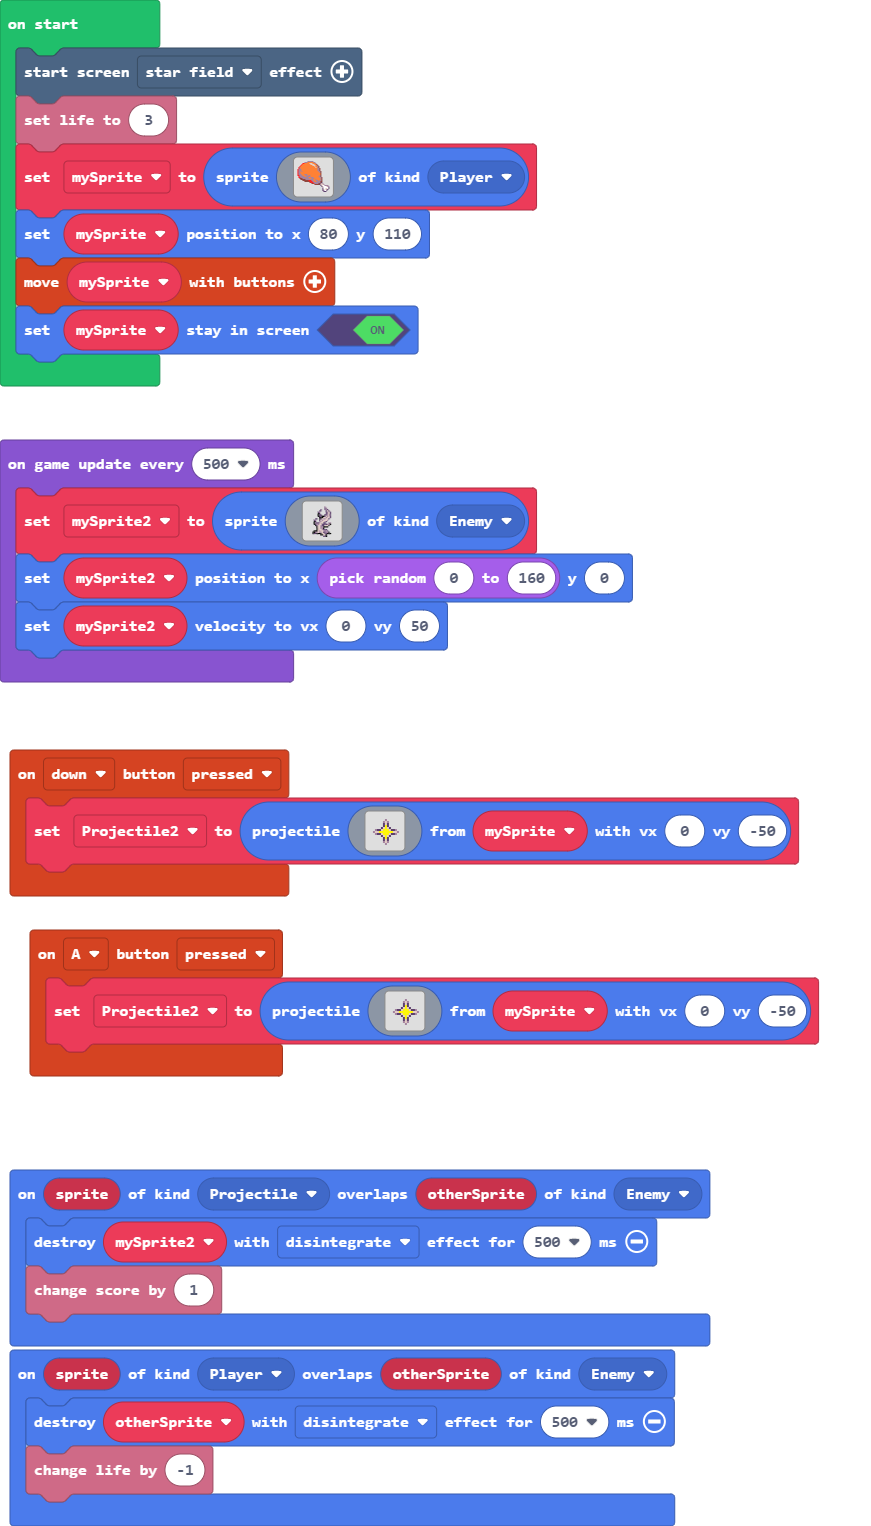 on start
start screen star field effect
set life to 3
set mySprite to sprite of kind Player
set mySprite position to x 80 y 110
move mySprite with buttons
set mySprite stay in screen ON
on game update every 500 ms
set mySprite2 to sprite of kind Enemy
set mySprite2 position to x pick random 0 to 160 y 0
set mySprite2 velocity to vx 0 vy 50
on down button pressed
set Projectile2 to projectile from mySprite with vx 0 vy -50
on A button pressed
set Projectile2 to projectile from mySprite with vx 0 vy -50
on sprite of kind Projectile overlaps otherSprite of kind Enemy
destroy mySprite2 with disintegrate effect for 500 ms
change score by 1
on sprite of kind Player overlaps otherSprite of kind Enemy
destroy otherSprite with disintegrate effect for 500 ms
change life by -1